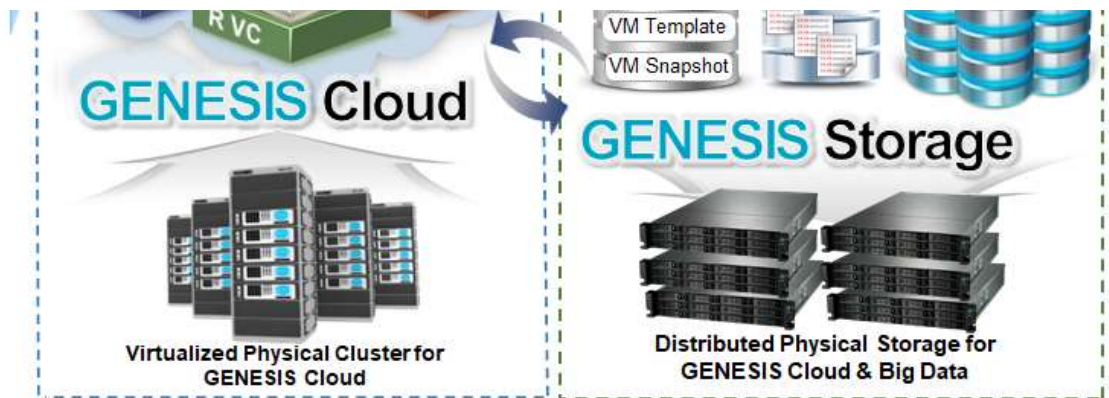 R VC
GENESIS Cloud
Virtualized Physical Cluster for
GENESIS Cloud
VM Template
VM Snapshot
GENESIS Storage
Distributed Physical Storage for
GENESIS Cloud & Big Data